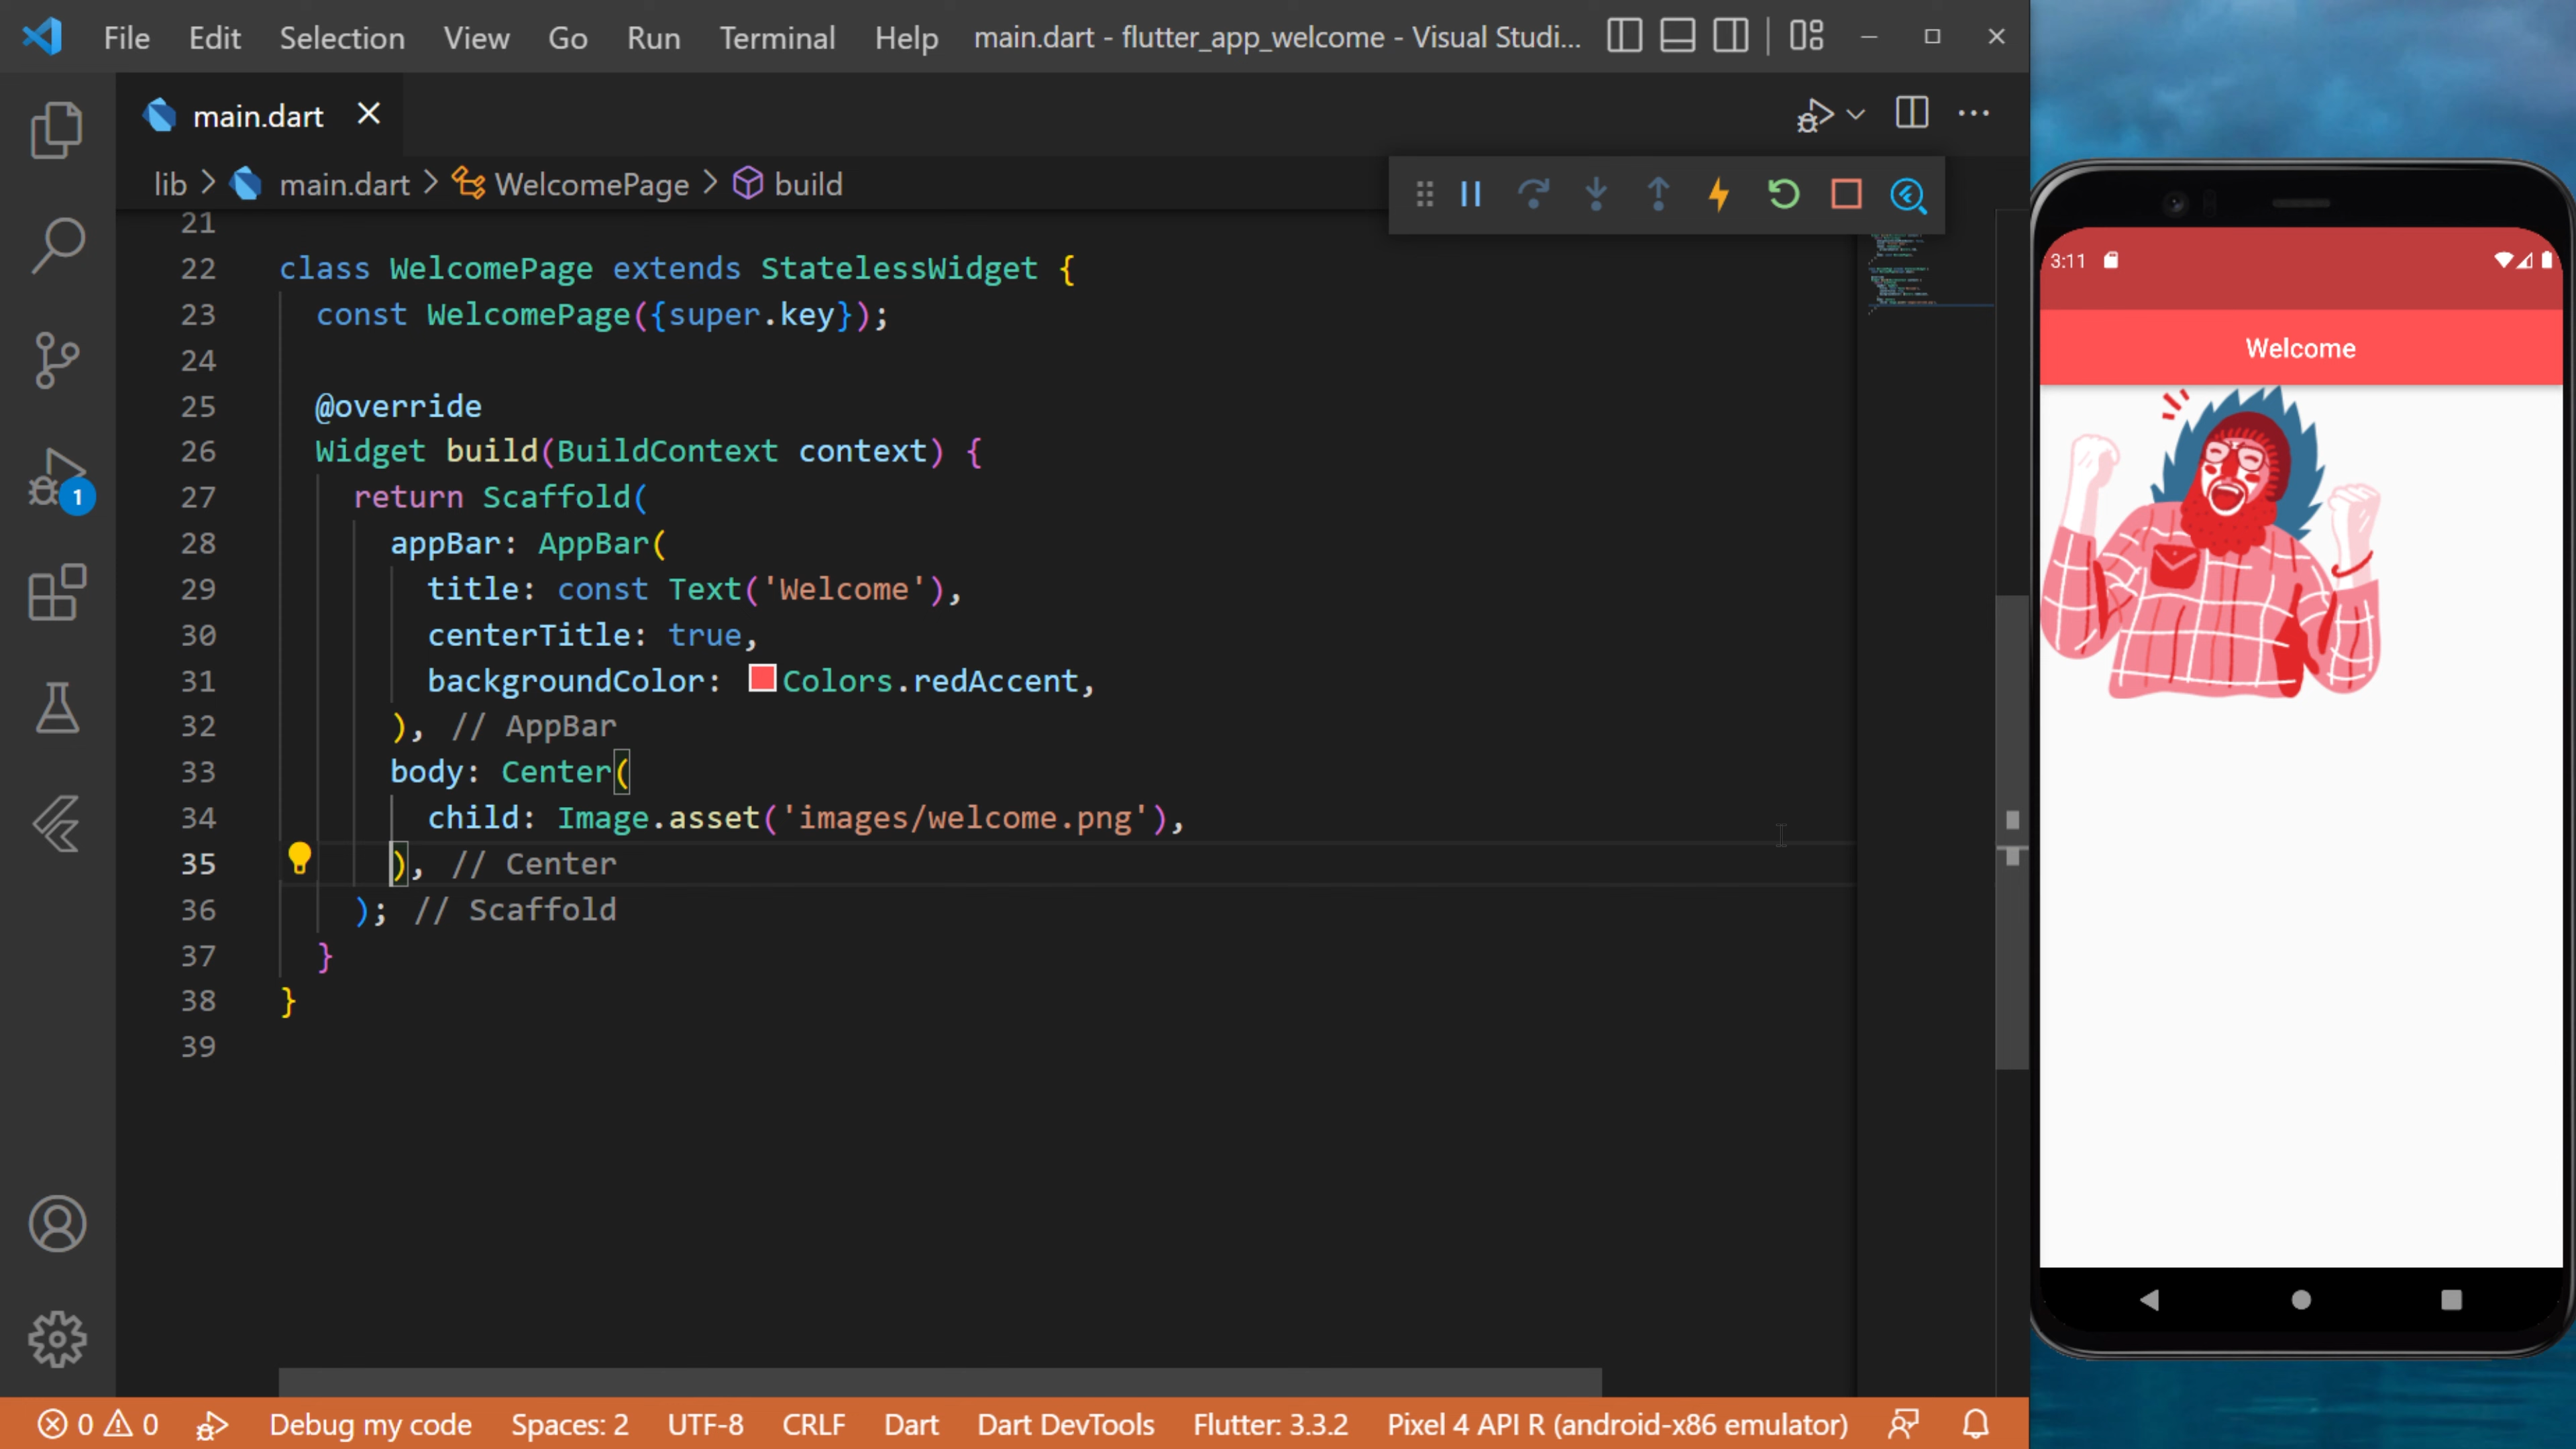 File Edit Selection View Go Run Terminal Help main.dart - flutter_app_welcome - Visual Studi...
main.dart
lib > main.dart > WelcomePage > build
21
22 class WelcomePage extends StatelessWidget {
23 const WelcomePage({super.key});
24
25 @override
26 Widget build(BuildContext context) {
27 return Scaffold(
28 appBar: AppBar(
29 title: const Text('Welcome'),
30 centerTitle: true,
31 backgroundColor: Colors.redAccent,
32 ), // AppBar
33 body: Center(
34 child: Image.asset('images/welcome.png'),
35 ), // Center
36 ); // Scaffold
37 }
38 }
39
1
0 0 Debug my code Spaces: 2 UTF-8 CRLF Dart Dart DevTools Flutter: 3.3.2 Pixel 4 API R (android-x86 emulator)
3:11
Welcome